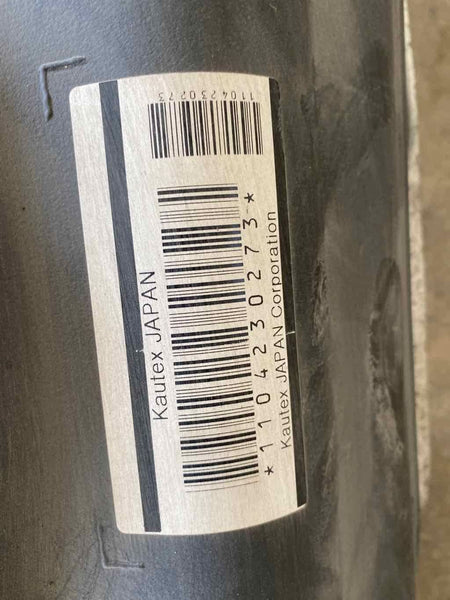 1104230273
Kautex JAPAN
*1104230273*
Kautex JAPAN Corporation